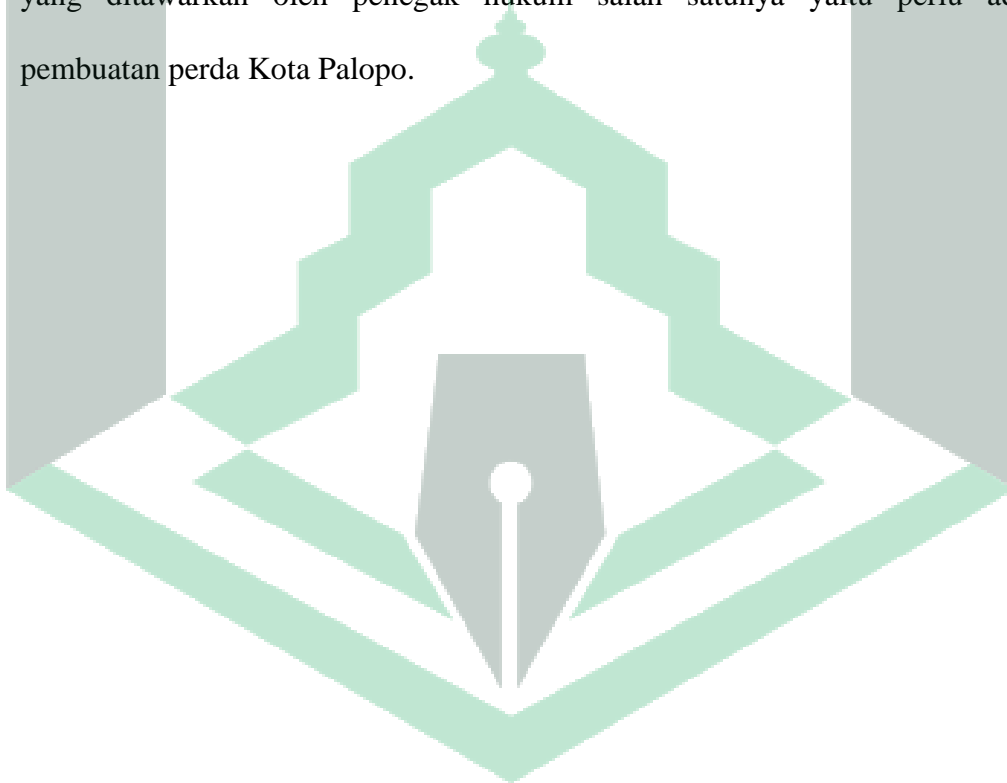 yang ditawarkan oleh penegak hukum salah satunya yaitu perlu
pembuatan perda Kota Palopo.